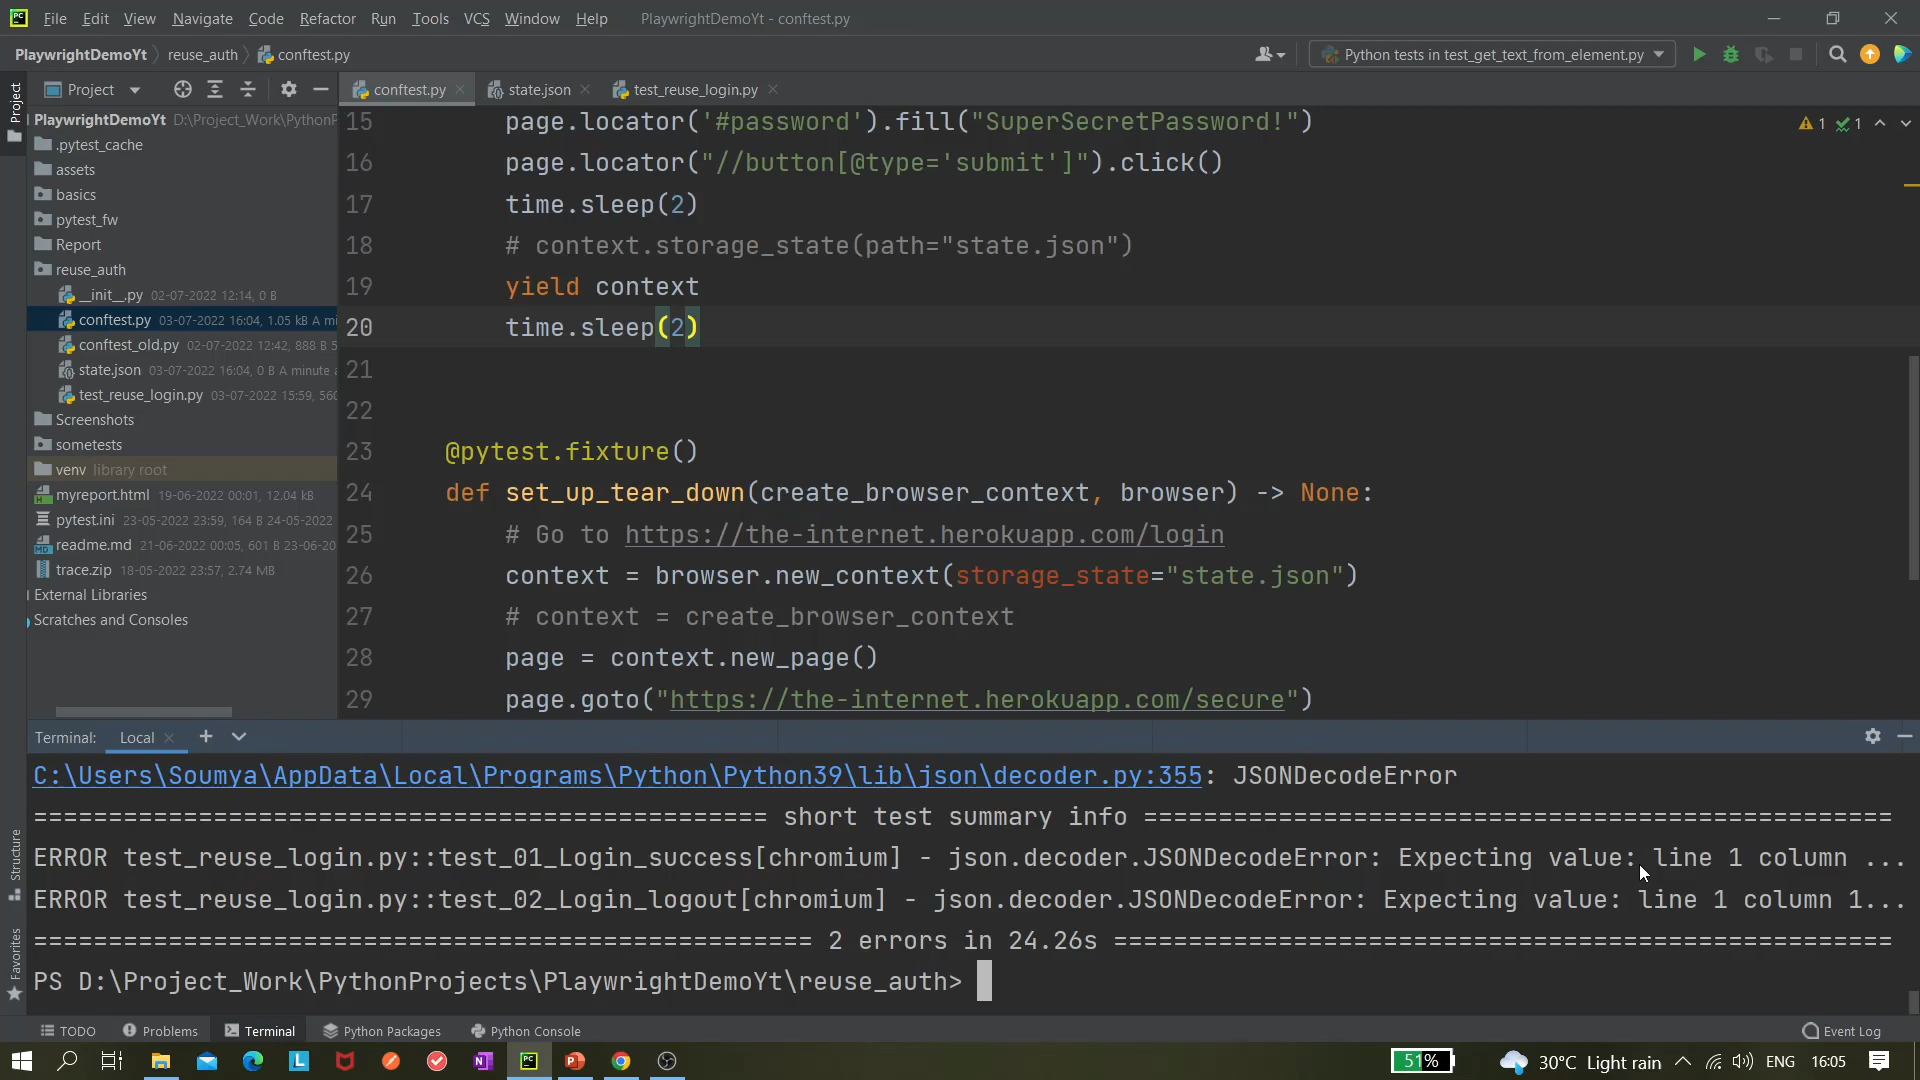 File Edit View Navigate Code Refactor Run Tools VCS Window Help PlaywrightDemoYt - conftest.py
PlaywrightDemoYt reuse_auth conftest.py Python tests in test_get_text_from_element.py
Project
Project
conftest.py state.json test_reuse_login.py
PlaywrightDemoYt D:\Project_Work\PythonP
.pytest_cache
assets
basics
pytest_fw
Report
reuse_auth
__init__.py 02-07-2022 12:14, 0 B
conftest.py 03-07-2022 16:04, 1.05 kB A mi
conftest_old.py 02-07-2022 12:42, 888 B 5
state.json 03-07-2022 16:04, 0 B A minute a
test_reuse_login.py 03-07-2022 15:59, 560
Screenshots
sometests
venv library root
myreport.html 19-06-2022 00:01, 12.04 kB
pytest.ini 23-05-2022 23:59, 164 B 24-05-2022
readme.md 21-06-2022 00:05, 601 B 23-06-20
trace.zip 18-05-2022 23:57, 2.74 MB
External Libraries
Scratches and Consoles
15 page.locator('#password').fill("SuperSecretPassword!")
16 page.locator("//button[@type='submit']").click()
17 time.sleep(2)
18 # context.storage_state(path="state.json")
19 yield context
20 time.sleep(2)
21
22
23 @pytest.fixture()
24 def set_up_tear_down(create_browser_context, browser) -> None:
25 # Go to https://the-internet.herokuapp.com/login
26 context = browser.new_context(storage_state="state.json")
27 # context = create_browser_context
28 page = context.new_page()
29 page.goto("https://the-internet.herokuapp.com/secure")
1 1
Terminal: Local
C:\Users\Soumya\AppData\Local\Programs\Python\Python39\lib\json\decoder.py:355: JSONDecodeError
================================================= short test summary info ==================================================
ERROR test_reuse_login.py::test_01_Login_success[chromium] - json.decoder.JSONDecodeError: Expecting value: line 1 column ...
ERROR test_reuse_login.py::test_02_Login_logout[chromium] - json.decoder.JSONDecodeError: Expecting value: line 1 column 1...
==================================================== 2 errors in 24.26s ====================================================
PS D:\Project_Work\PythonProjects\PlaywrightDemoYt\reuse_auth>
Structure
Favorites
TODO Problems Terminal Python Packages Python Console Event Log
51% 30°C Light rain ENG 16:05